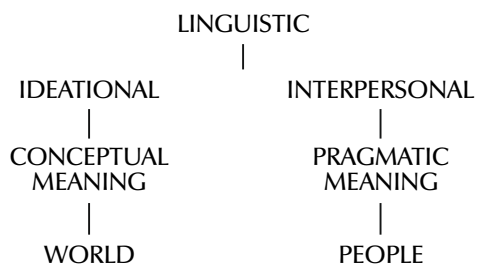 LINGUISTIC
IDEATIONAL INTERPERSONAL
CONCEPTUAL PRAGMATIC
MEANING MEANING
WORLD PEOPLE